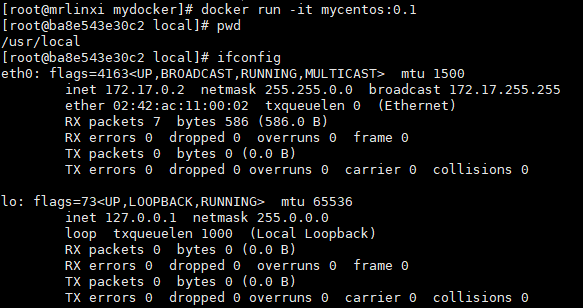 [root@mrlinxi mydocker]# docker run -it mycentos:0.1
[root@ba8e543e30c2 local]# pwd
/usr/local
[root@ba8e543e30c2 local]# ifconfig
eth0: flags=4163<UP,BROADCAST,RUNNING,MULTICAST>  mtu 1500
        inet 172.17.0.2  netmask 255.255.0.0  broadcast 172.17.255.255
        ether 02:42:ac:11:00:02  txqueuelen 0  (Ethernet)
        RX packets 7  bytes 586 (586.0 B)
        RX errors 0  dropped 0  overruns 0  frame 0
        TX packets 0  bytes 0 (0.0 B)
        TX errors 0  dropped 0 overruns 0  carrier 0  collisions 0

lo: flags=73<UP,LOOPBACK,RUNNING>  mtu 65536
        inet 127.0.0.1  netmask 255.0.0.0
        loop  txqueuelen 1000  (Local Loopback)
        RX packets 0  bytes 0 (0.0 B)
        RX errors 0  dropped 0  overruns 0  frame 0
        TX packets 0  bytes 0 (0.0 B)
        TX errors 0  dropped 0 overruns 0  carrier 0  collisions 0